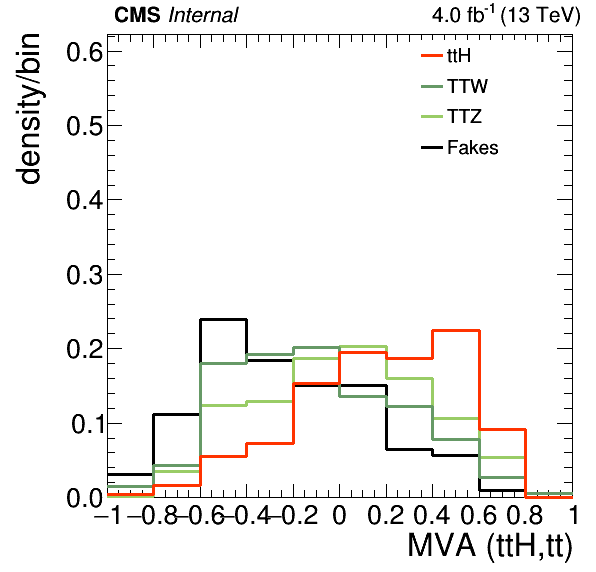 CMS Internal 4.0 fb-1 (13 TeV)
density/bin
0.6
0.5
0.4
0.3
0.2
0.1
0.0
ttH
TTW
TTZ
Fakes
−1 −0.8 −0.6 −0.4 −0.2 0 0.2 0.4 0.6 0.8 1
MVA (ttH,tt)